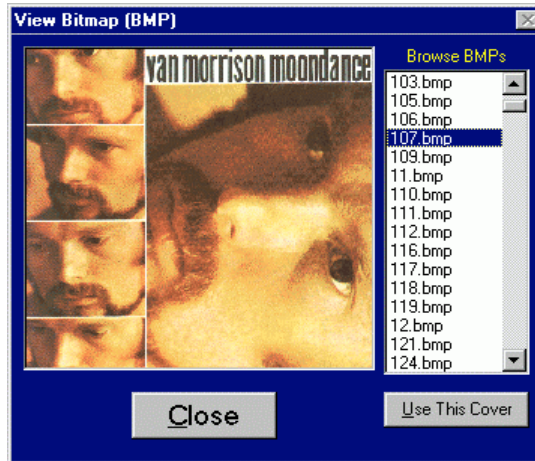 View Bitmap (BMP)
van morrison moondance
Browse BMPs
103.bmp
105.bmp
106.bmp
107.bmp
109.bmp
11.bmp
110.bmp
111.bmp
112.bmp
116.bmp
117.bmp
118.bmp
119.bmp
12.bmp
121.bmp
124.bmp
Close
Use This Cover